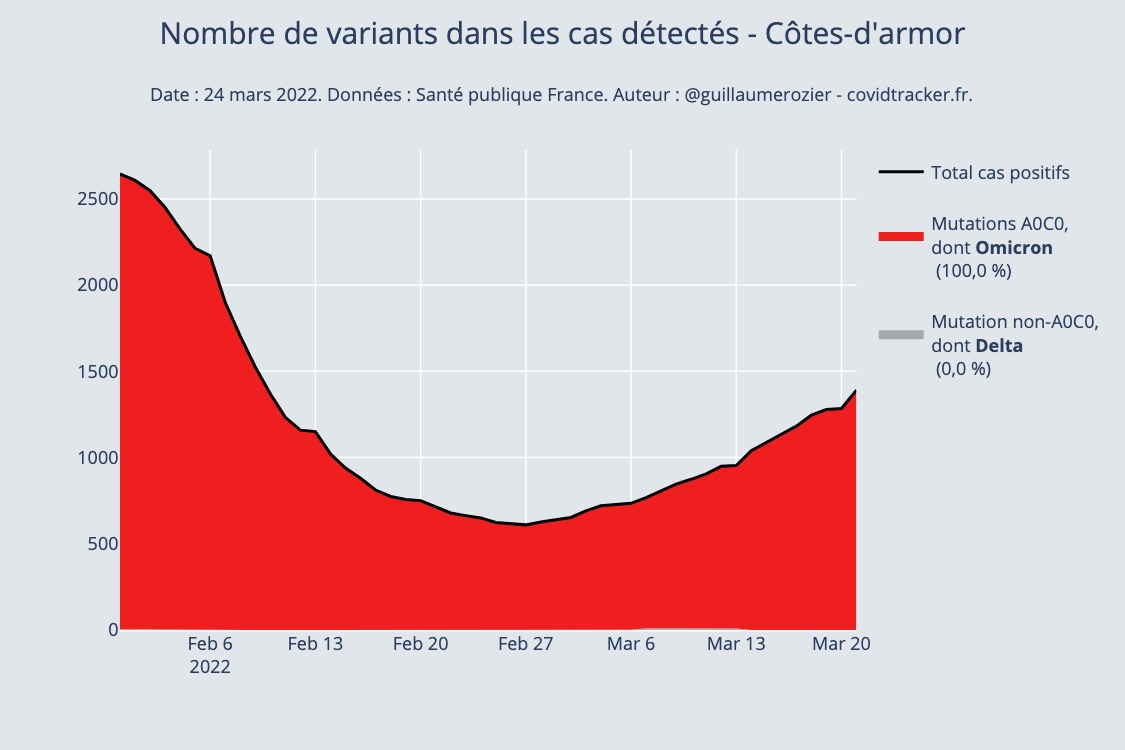 Nombre de variants dans les cas détectés - Côtes-d'armor
Date : 24 mars 2022. Données : Santé publique France. Auteur : @guillaumerozier - covidtracker.fr.
Total cas positifs
Mutations A0C0,
dont Omicron
(100,0 %)
Mutation non-A0C0,
dont Delta
(0,0 %)
2500
2000
1500
1000
500
0
Feb 6 Feb 13 Feb 20 Feb 27 Mar 6 Mar 13 Mar 20
2022